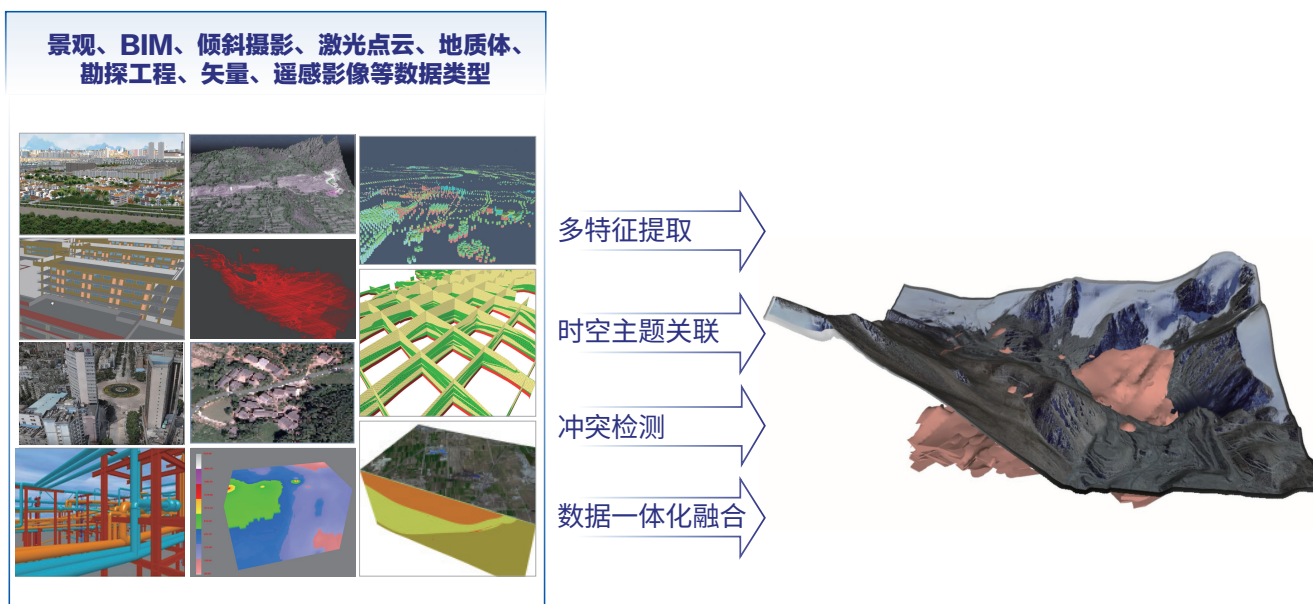 景观、BIM、倾斜摄影、激光点云、地质体、
勘探工程、矢量、遥感影像等数据类型
多特征提取
时空主题关联
冲突检测
数据一体化融合